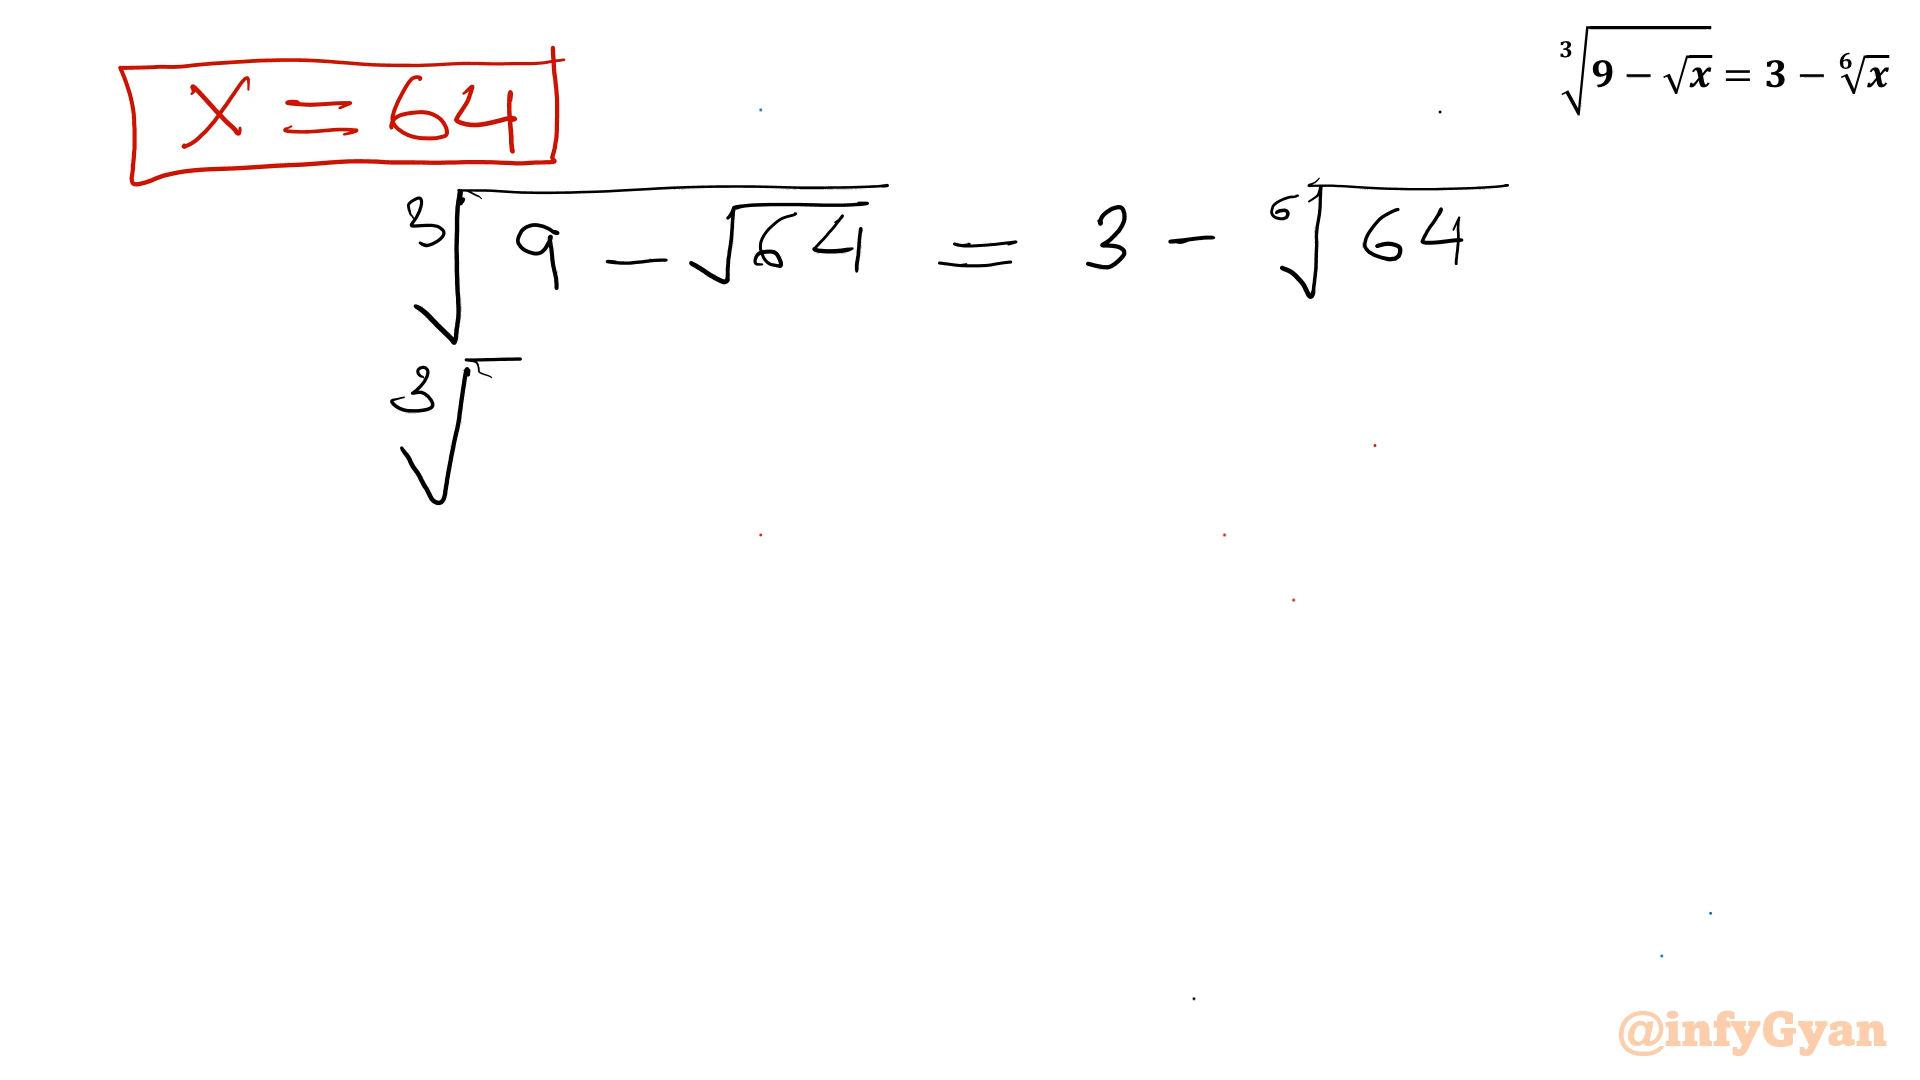 ∛(9 − √x) = 3 − ⁶√x
x = 64
∛(9 − √64) = 3 − ⁶√64
∛
@infyGyan